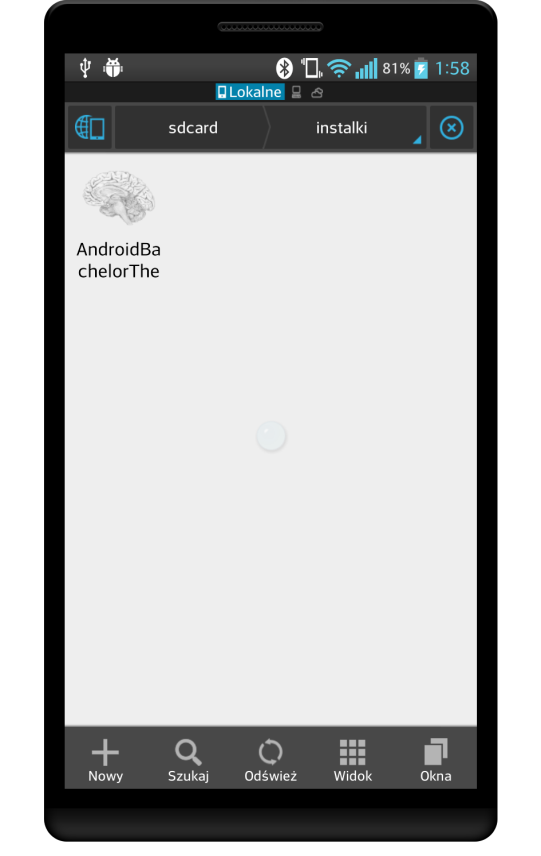 81% 1:58
Lokalne
sdcard instalki
AndroidBa
chelorThe
Nowy Szukaj Odśwież Widok Okna